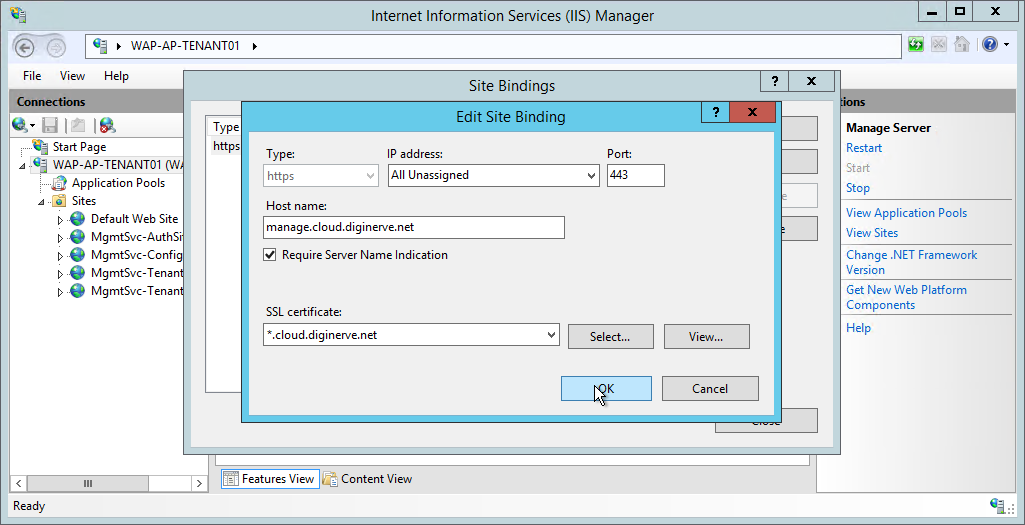 Internet Information Services (IIS) Manager
WAP-AP-TENANT01
File View Help
Connections
Start Page
WAP-AP-TENANT01 (WA
Application Pools
Sites
Default Web Site
MgmtSvc-AuthSi
MgmtSvc-Config
MgmtSvc-Tenant
MgmtSvc-Tenant
Site Bindings
Type
https
Edit Site Binding
Type: IP address: Port:
https All Unassigned 443
Host name:
manage.cloud.diginerve.net
Require Server Name Indication
SSL certificate:
*.cloud.diginerve.net Select... View...
OK Cancel
Close
Features View Content View
ions
Manage Server
Restart
Start
Stop
View Application Pools
View Sites
Change .NET Framework
Version
Get New Web Platform
Components
Help
Ready